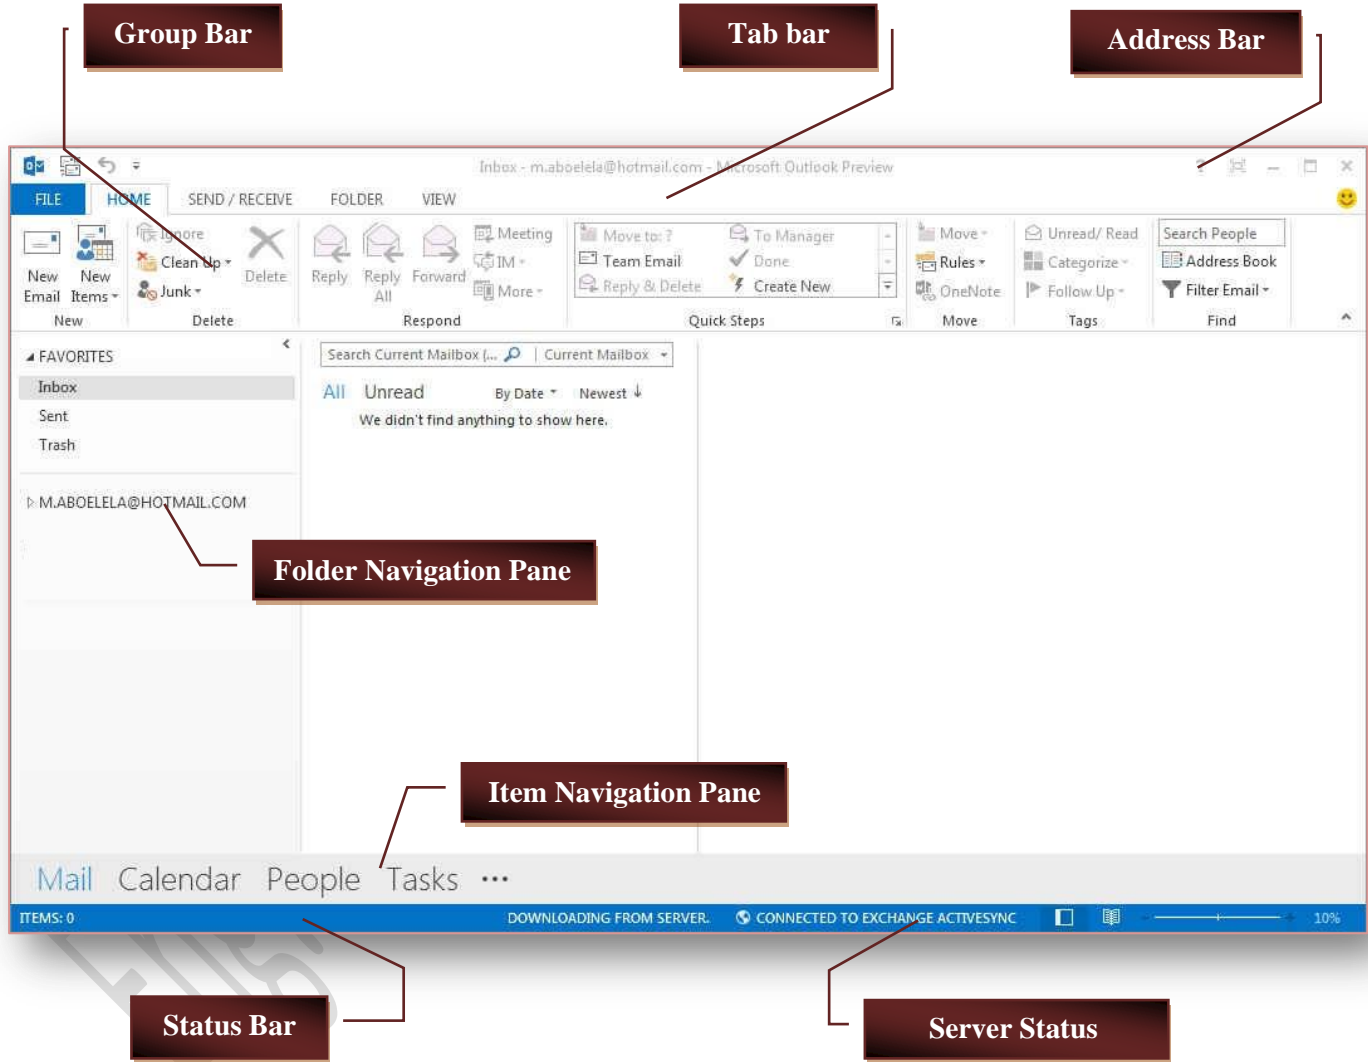 Group Bar
Tab bar
Address Bar
Inbox - m.aboelela@hotmail.com - Microsoft Outlook Preview
FILE HOME SEND / RECEIVE FOLDER VIEW
New Email
New Items
New
Ignore
Clean Up
Junk
Delete
Delete
Reply
Reply All
Forward
Meeting
IM
More
Respond
Move to: ?
Team Email
Reply & Delete
To Manager
Done
Create New
Quick Steps
Move
Rules
OneNote
Move
Unread/ Read
Categorize
Follow Up
Tags
Search People
Address Book
Filter Email
Find
FAVORITES
Inbox
Sent
Trash
M.ABOELELA@HOTMAIL.COM
Search Current Mailbox (... Current Mailbox
All Unread By Date Newest
We didn't find anything to show here.
Folder Navigation Pane
Item Navigation Pane
Mail Calendar People Tasks ...
ITEMS: 0 DOWNLOADING FROM SERVER. CONNECTED TO EXCHANGE ACTIVESYNC 10%
Status Bar
Server Status